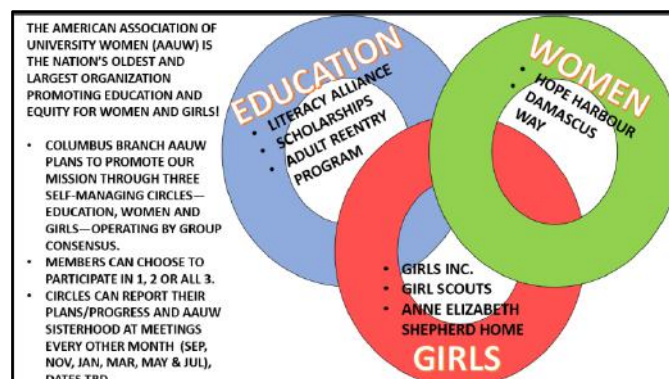 THE AMERICAN ASSOCIATION OF
UNIVERSITY WOMEN (AAUW) IS
THE NATION'S OLDEST AND
LARGEST ORGANIZATION
PROMOTING EDUCATION AND
EQUITY FOR WOMEN AND GIRLS!
• COLUMBUS BRANCH AAUW
PLANS TO PROMOTE OUR
MISSION THROUGH THREE
SELF-MANAGING CIRCLES—
EDUCATION, WOMEN AND
GIRLS—OPERATING BY GROUP
CONSENSUS.
• MEMBERS CAN CHOOSE TO
PARTICIPATE IN 1, 2 OR ALL 3.
• CIRCLES CAN REPORT THEIR
PLANS/PROGRESS AND AAUW
SISTERHOOD AT MEETINGS
EVERY OTHER MONTH (SEP,
NOV, JAN, MAR, MAY & JUL),
DATES TBD
EDUCATION
• LITERACY ALLIANCE
• SCHOLARSHIPS
• ADULT REENTRY
PROGRAM
WOMEN
• HOPE HARBOUR
• DAMASCUS
WAY
• GIRLS INC.
• GIRL SCOUTS
• ANNE ELIZABETH
SHEPHERD HOME
GIRLS